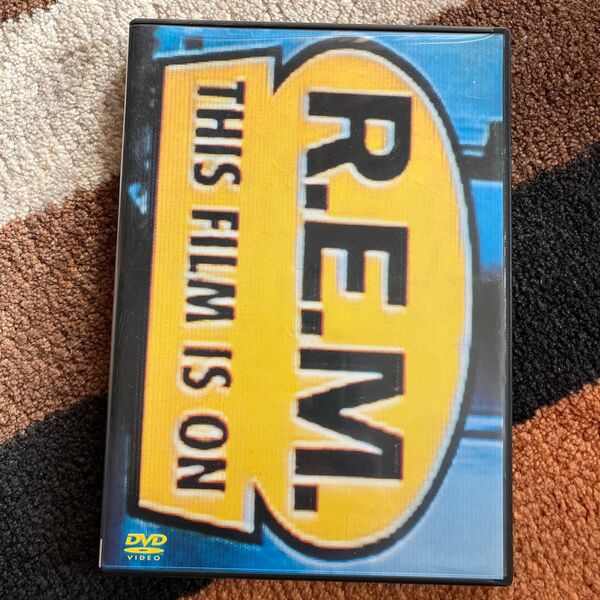 R.E.M.
THIS FILM IS ON
DVD
VIDEO